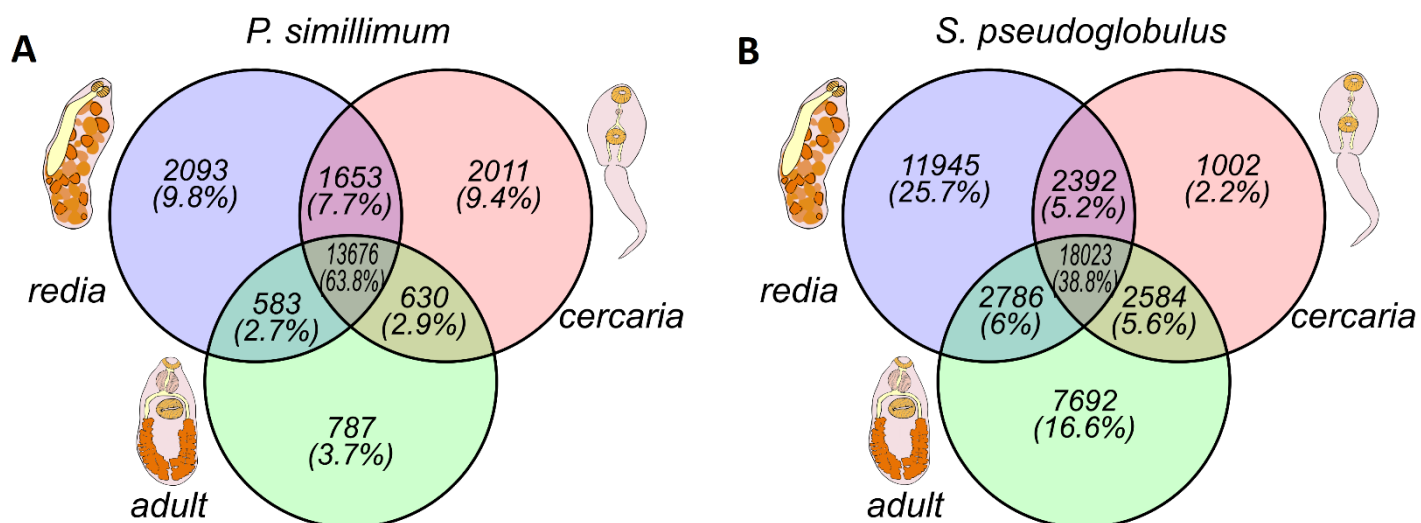 A
P. simillimum
2093
(9.8%)
1653
(7.7%)
2011
(9.4%)
13676
(63.8%)
redia
583
(2.7%)
630
(2.9%)
cercaria
787
(3.7%)
adult
B
S. pseudoglobulus
11945
(25.7%)
2392
(5.2%)
1002
(2.2%)
18023
(38.8%)
redia
2786
(6%)
2584
(5.6%)
cercaria
7692
(16.6%)
adult